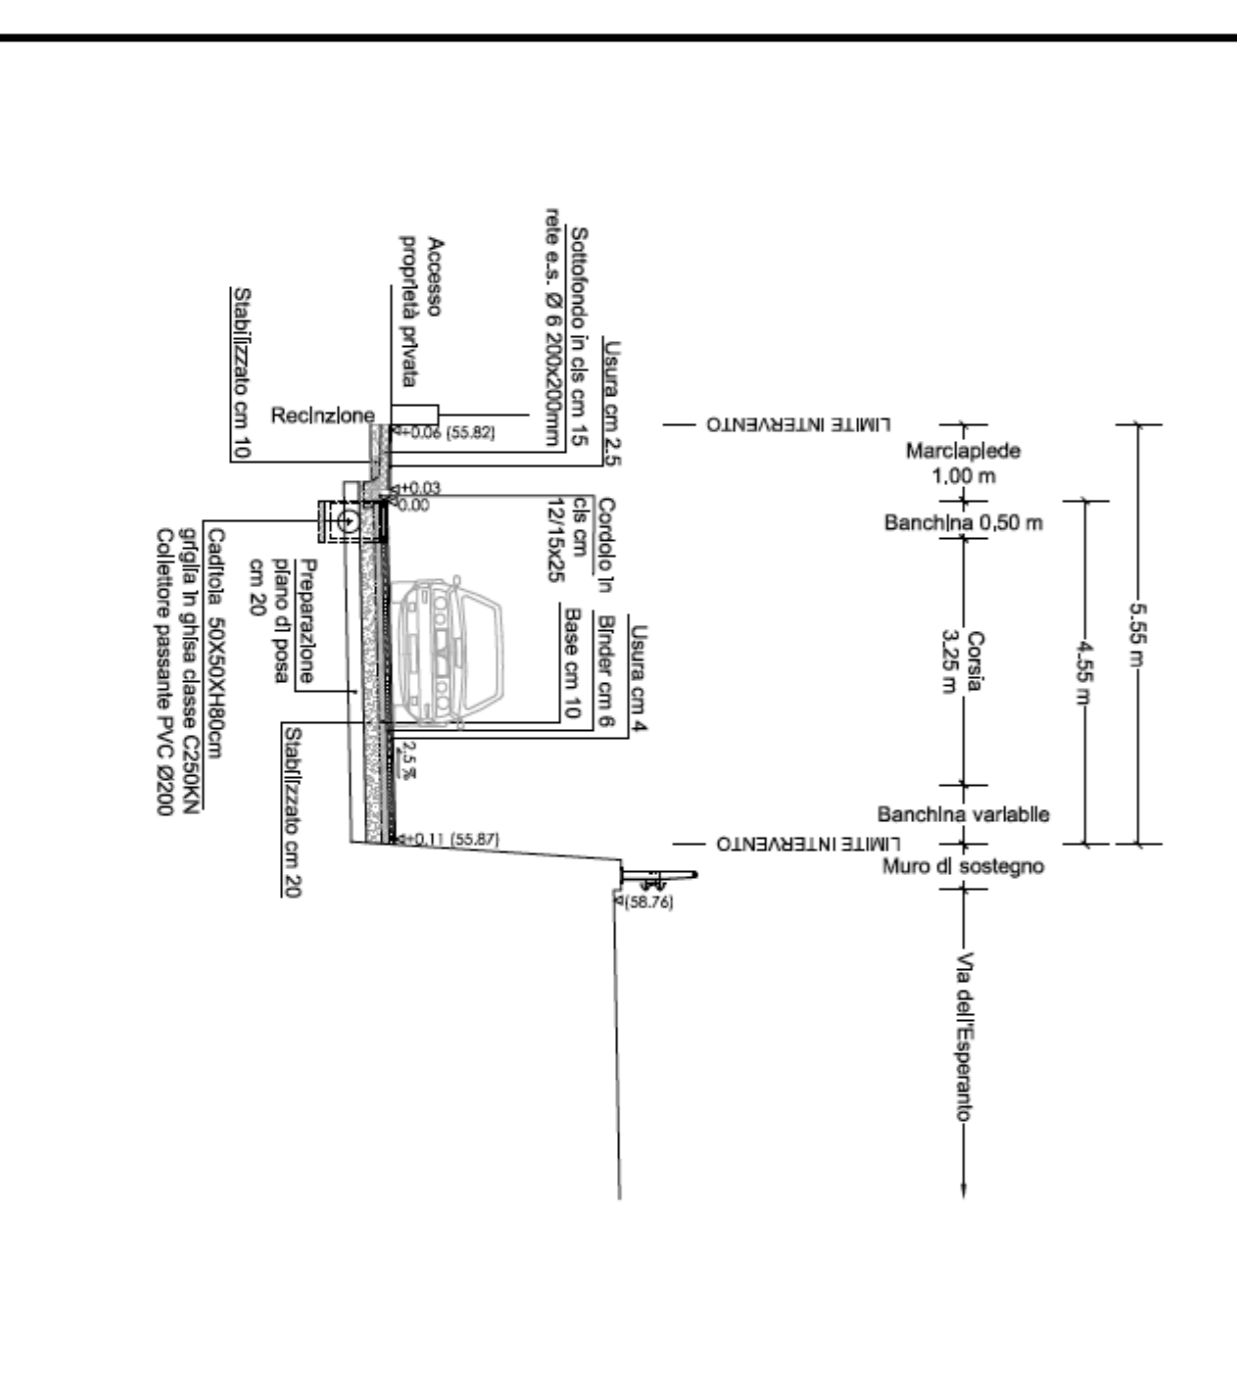 rete e.s. Ø 6 200x200mm
Sottofondo in cls cm 15
Usura cm 2.5
Accesso
proprietà privata
Stabilizzato cm 10
Recinzione
+0.06 (55.82)
+0.03
0.00
Cordolo in
cls cm
12/15x25
Usura cm 4
Binder cm 6
Base cm 10
Preparazione
piano di posa
cm 20
Caditoia 50X50XH80cm
griglia in ghisa classe C250KN
Collettore passante PVC Ø200
Stabilizzato cm 20
2.5 %
+0.11 (55.87)
(58.76)
LIMITE INTERVENTO
Marciapiede
1.00 m
Banchina 0,50 m
Corsia
3.25 m
4.55 m
5.55 m
Banchina variabile
LIMITE INTERVENTO
Muro di sostegno
Via dell'Esperanto